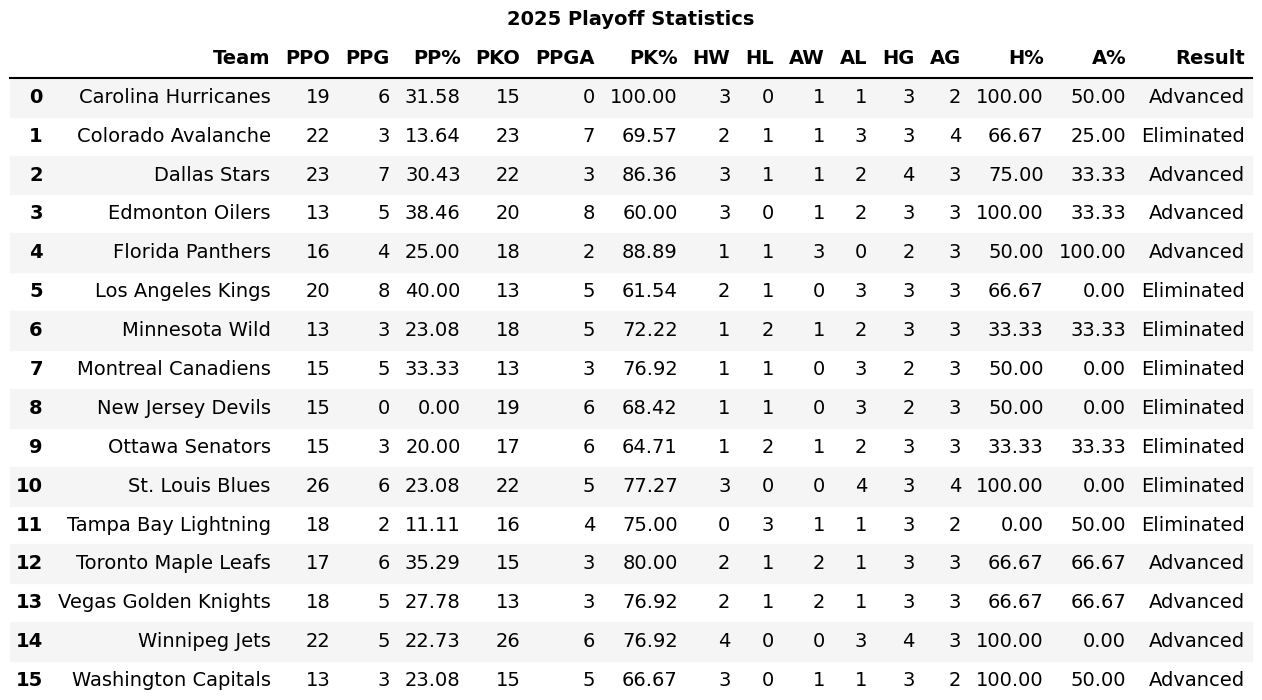 2025 Playoff Statistics
Team PPO PPG PP% PKO PPGA PK% HW HL AW AL HG AG H% A% Result
0 Carolina Hurricanes 19 6 31.58 15 0 100.00 3 0 1 1 3 2 100.00 50.00 Advanced
1 Colorado Avalanche 22 3 13.64 23 7 69.57 2 1 1 3 3 4 66.67 25.00 Eliminated
2 Dallas Stars 23 7 30.43 22 3 86.36 3 1 1 2 4 3 75.00 33.33 Advanced
3 Edmonton Oilers 13 5 38.46 20 8 60.00 3 0 1 2 3 3 100.00 33.33 Advanced
4 Florida Panthers 16 4 25.00 18 2 88.89 1 1 3 0 2 3 50.00 100.00 Advanced
5 Los Angeles Kings 20 8 40.00 13 5 61.54 2 1 0 3 3 3 66.67 0.00 Eliminated
6 Minnesota Wild 13 3 23.08 18 5 72.22 1 2 1 2 3 3 33.33 33.33 Eliminated
7 Montreal Canadiens 15 5 33.33 13 3 76.92 1 1 0 3 2 3 50.00 0.00 Eliminated
8 New Jersey Devils 15 0 0.00 19 6 68.42 1 1 0 3 2 3 50.00 0.00 Eliminated
9 Ottawa Senators 15 3 20.00 17 6 64.71 1 2 1 2 3 3 33.33 33.33 Eliminated
10 St. Louis Blues 26 6 23.08 22 5 77.27 3 0 0 4 3 4 100.00 0.00 Eliminated
11 Tampa Bay Lightning 18 2 11.11 16 4 75.00 0 3 1 1 3 2 0.00 50.00 Eliminated
12 Toronto Maple Leafs 17 6 35.29 15 3 80.00 2 1 2 1 3 3 66.67 66.67 Advanced
13 Vegas Golden Knights 18 5 27.78 13 3 76.92 2 1 2 1 3 3 66.67 66.67 Advanced
14 Winnipeg Jets 22 5 22.73 26 6 76.92 4 0 0 3 4 3 100.00 0.00 Advanced
15 Washington Capitals 13 3 23.08 15 5 66.67 3 0 1 1 3 2 100.00 50.00 Advanced